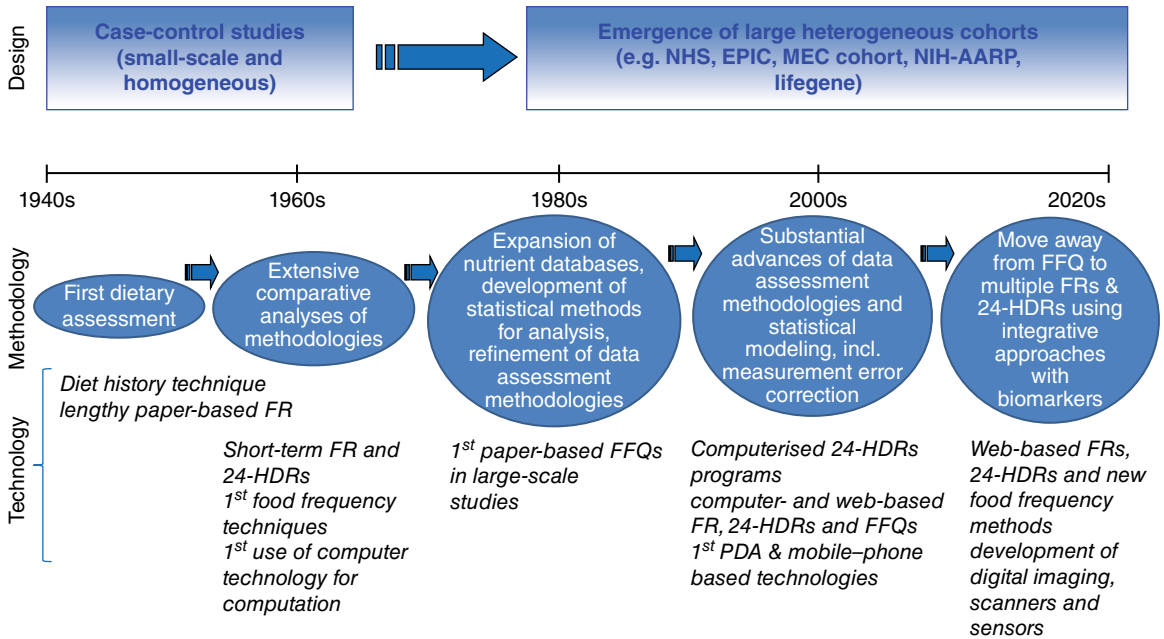 Design
Case-control studies
(small-scale and
homogeneous)
Emergence of large heterogeneous cohorts
(e.g. NHS, EPIC, MEC cohort, NIH-AARP,
lifegene)
1940s
1960s
1980s
2000s
2020s
Methodology
First dietary
assessment
Extensive
comparative
analyses of
methodologies
Expansion of
nutrient databases,
development of
statistical methods
for analysis,
refinement of data
assessment
methodologies
Substantial
advances of data
assessment
methodologies and
statistical
modeling, incl.
measurement error
correction
Move away
from FFQ to
multiple FRs &
24-HDRs using
integrative
approaches
with
biomarkers
Technology
Diet history technique
lengthy paper-based FR
Short-term FR and
24-HDRs
1st food frequency
techniques
1st use of computer
technology for
computation
1st paper-based FFQs
in large-scale
studies
Computerised 24-HDRs
programs
computer- and web-based
FR, 24-HDRs and FFQs
1st PDA & mobile–phone
based technologies
Web-based FRs,
24-HDRs and new
food frequency
methods
development of
digital imaging,
scanners and
sensors